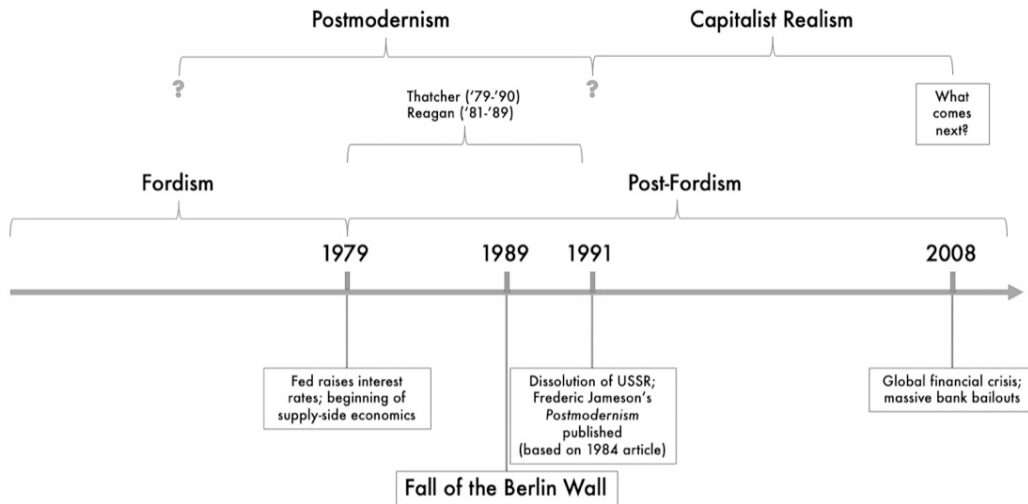 Postmodernism
Capitalist Realism
?
?
Thatcher ('79-'90)
Reagan ('81-'89)
What
comes
next?
Fordism
Post-Fordism
1979
1989
1991
2008
Fed raises interest
rates; beginning of
supply-side economics
Dissolution of USSR;
Frederic Jameson's
Postmodernism
published
(based on 1984 article)
Global financial crisis;
massive bank bailouts
Fall of the Berlin Wall